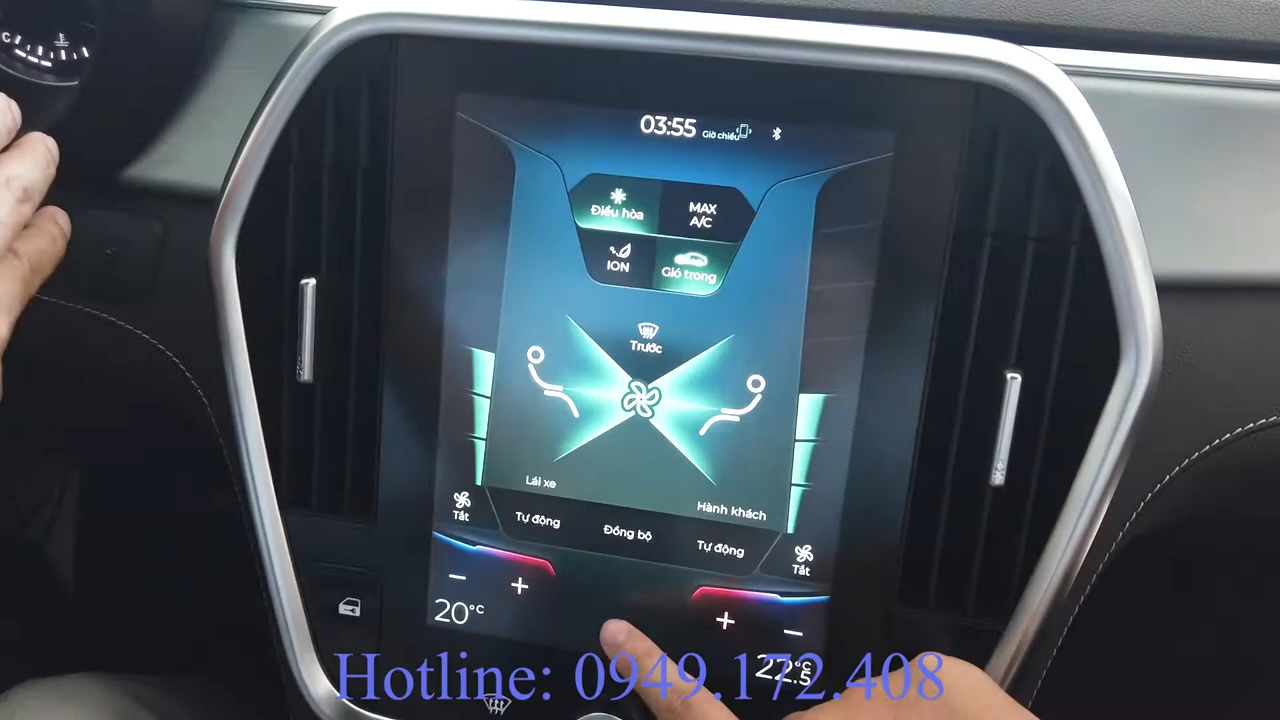 C
03:55 Giờ chiều
Điều hòa
MAX
A/C
ION
Gió trong
Trước
Lái xe
Hành khách
Tắt
Tự động
Đồng bộ
Tự động
Tắt
− +
+ −
20°C
22.5°C
Hotline: 0949.172.408